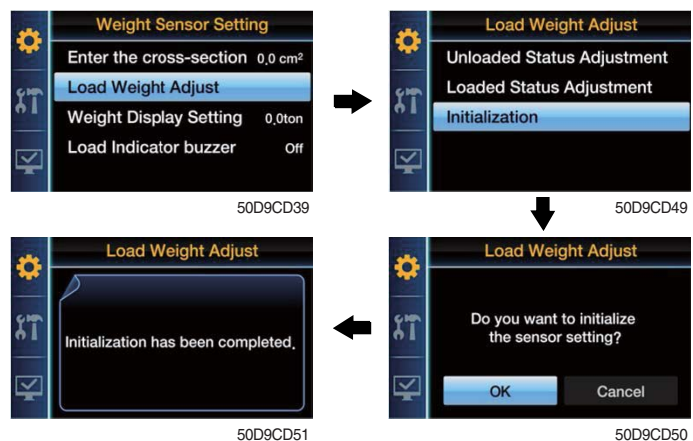 Weight Sensor Setting
Enter the cross-section 0,0 cm²
Load Weight Adjust
Weight Display Setting 0,0ton
Load Indicator buzzer Off
50D9CD39
Load Weight Adjust
Unloaded Status Adjustment
Loaded Status Adjustment
Initialization
50D9CD49
Load Weight Adjust
Do you want to initialize
the sensor setting?
OK Cancel
50D9CD50
Load Weight Adjust
Initialization has been completed.
50D9CD51